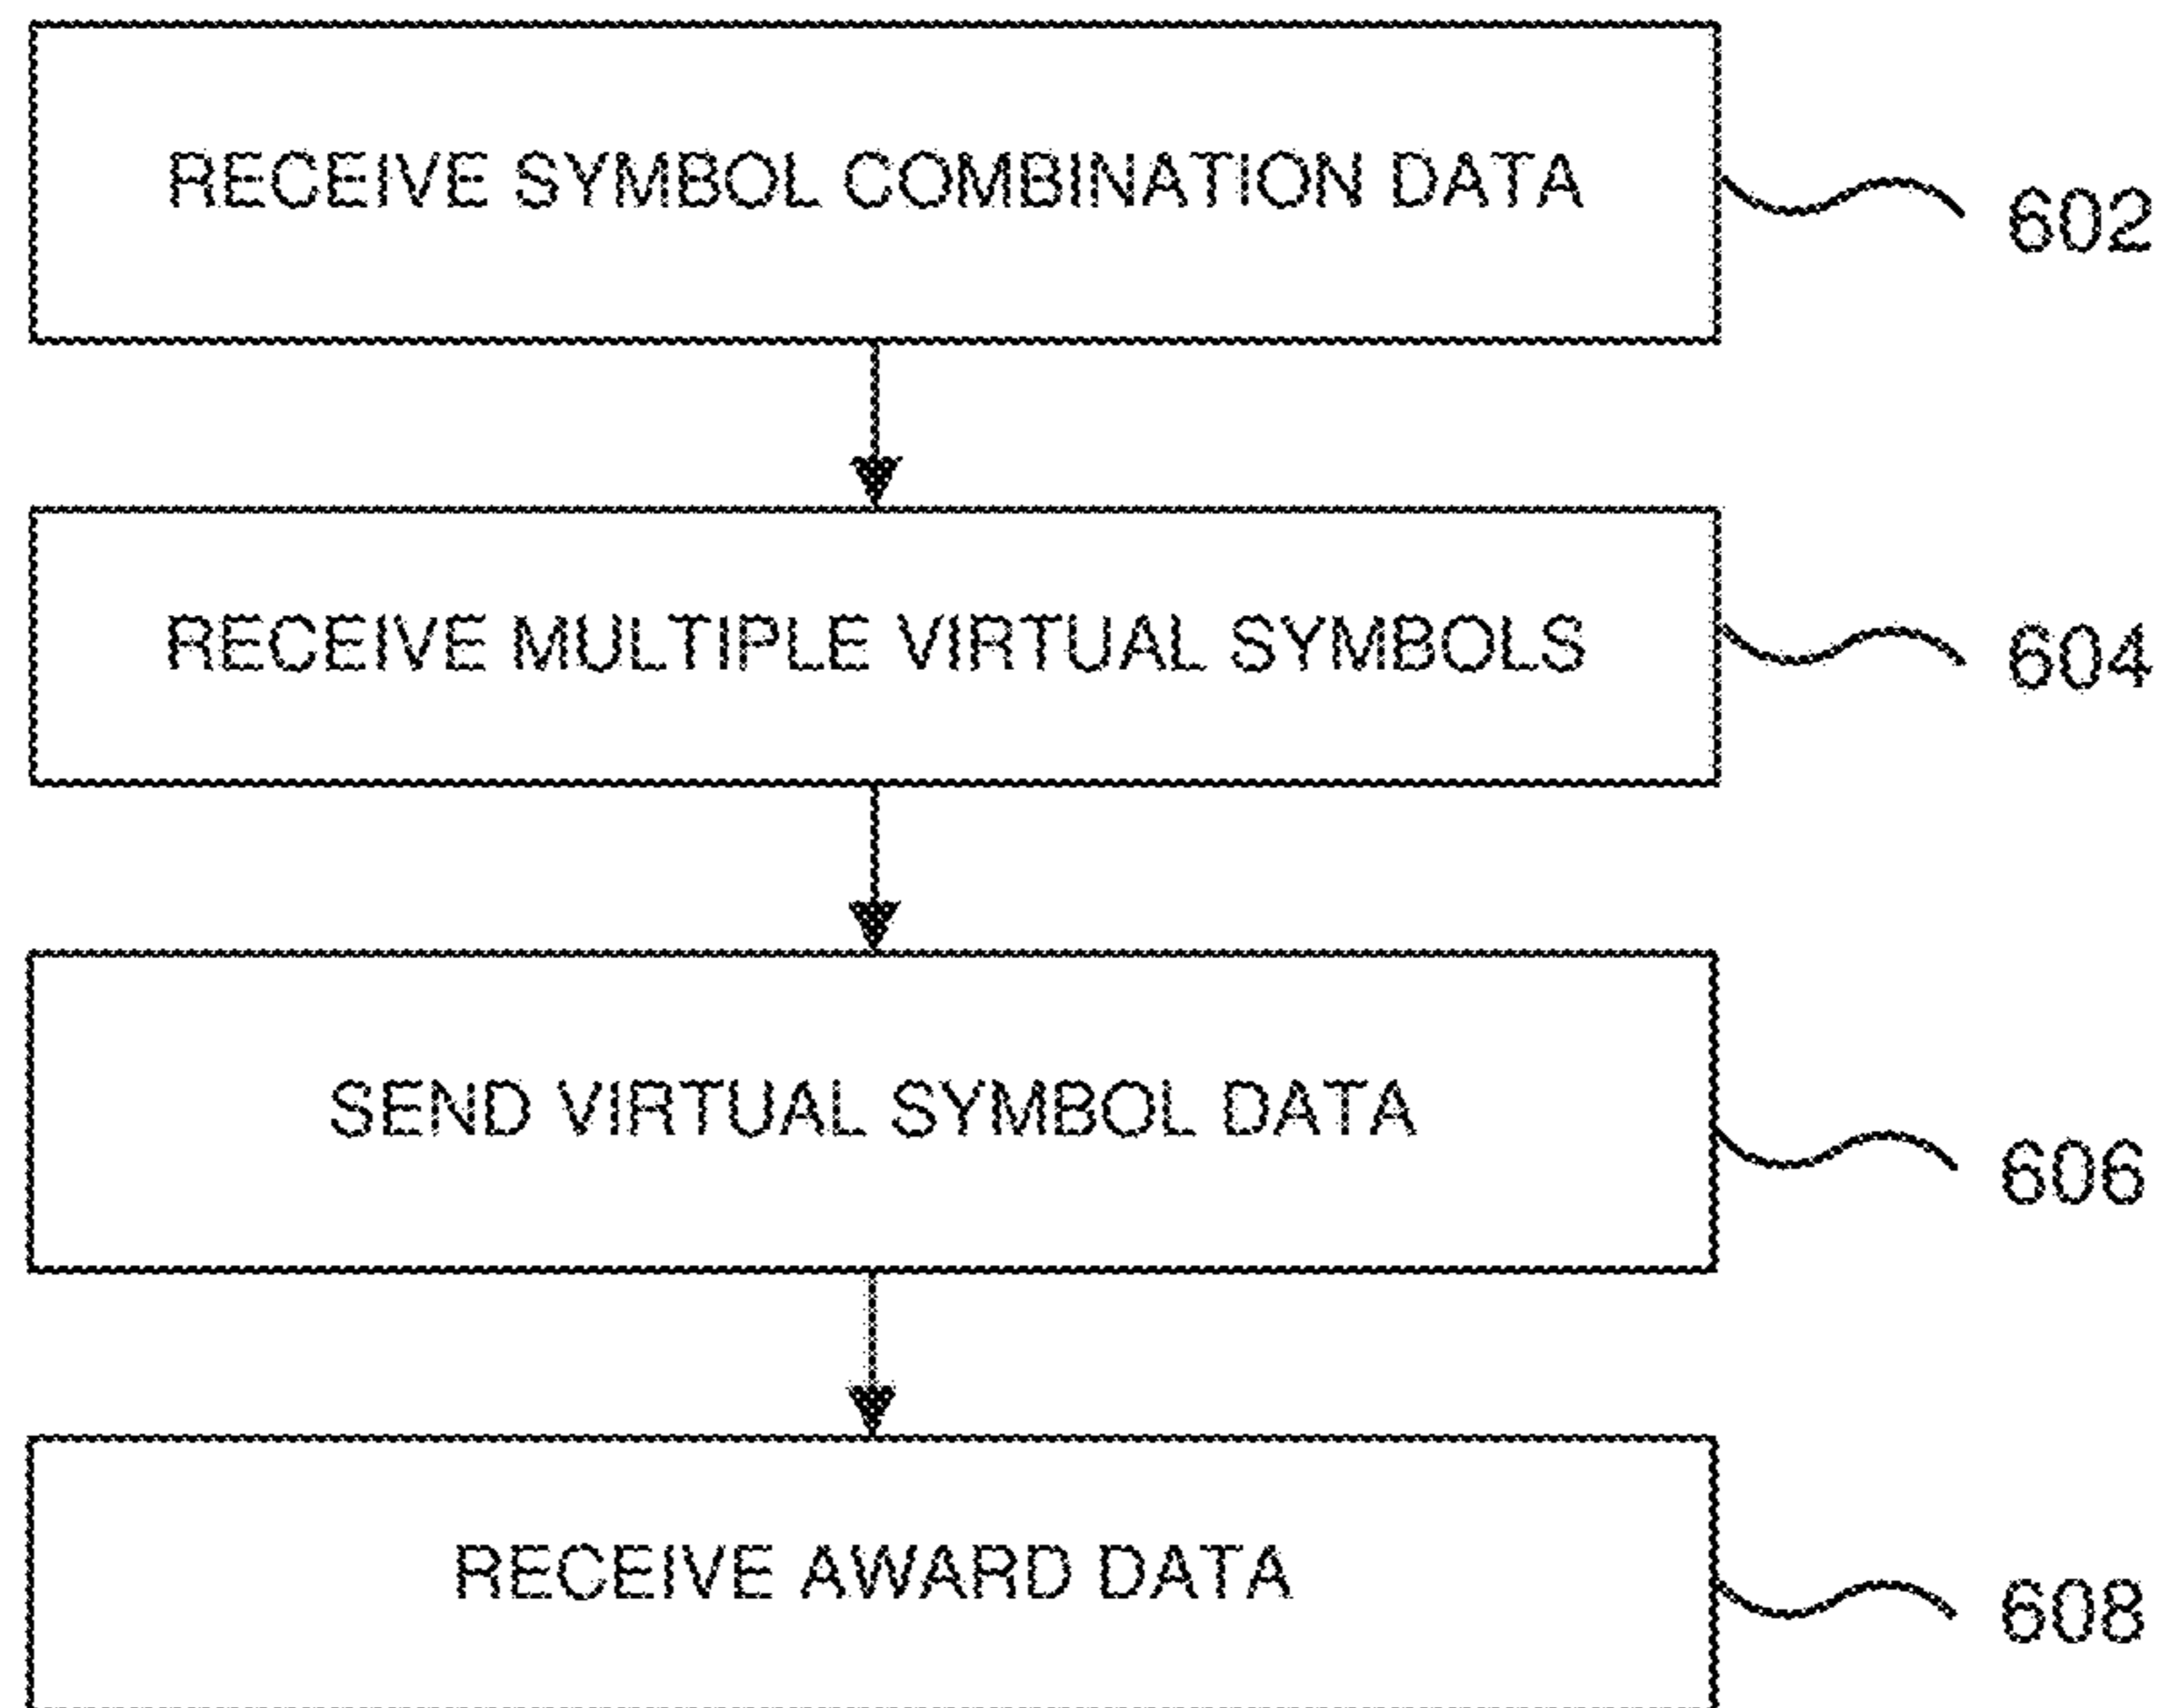 RECEIVE SYMBOL COMBINATION DATA
602
RECEIVE MULTIPLE VIRTUAL SYMBOLS
604
SEND VIRTUAL SYMBOL DATA
606
RECEIVE AWARD DATA
608